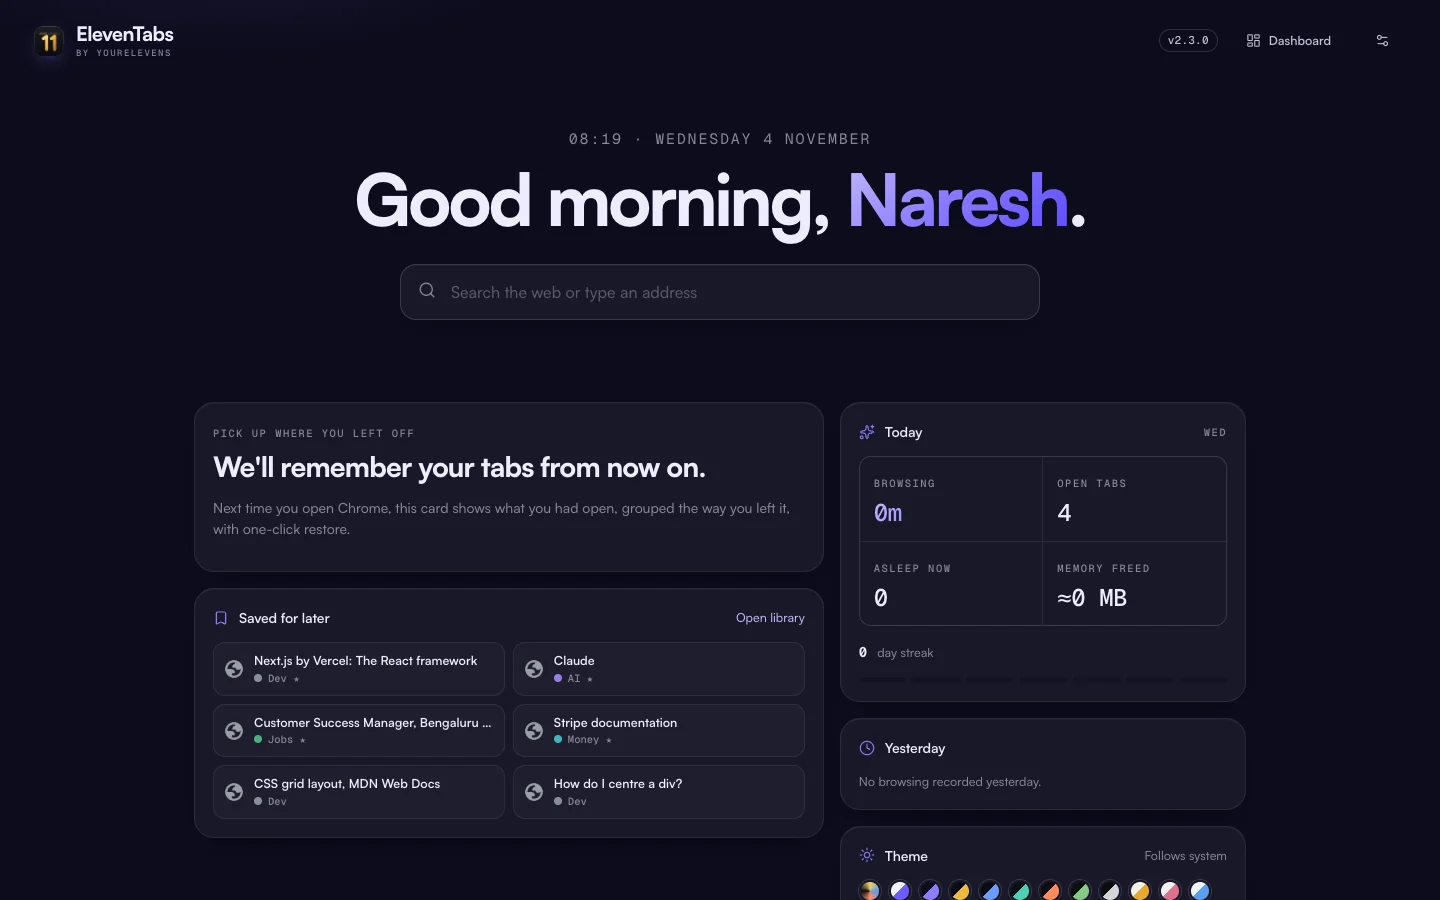 11
ElevenTabs
BY YOURELEVENS
v2.3.0
Dashboard
08:19 · WEDNESDAY 4 NOVEMBER
Good morning, Naresh.
Search the web or type an address
PICK UP WHERE YOU LEFT OFF
We'll remember your tabs from now on.
Next time you open Chrome, this card shows what you had open, grouped the way you left it,
with one-click restore.
Saved for later
Open library
Next.js by Vercel: The React framework
Dev ★
Claude
AI ★
Customer Success Manager, Bengaluru ...
Jobs ★
Stripe documentation
Money ★
CSS grid layout, MDN Web Docs
Dev
How do I centre a div?
Dev
Today
WED
BROWSING
0m
OPEN TABS
4
ASLEEP NOW
0
MEMORY FREED
≈0 MB
0 day streak
Yesterday
No browsing recorded yesterday.
Theme
Follows system